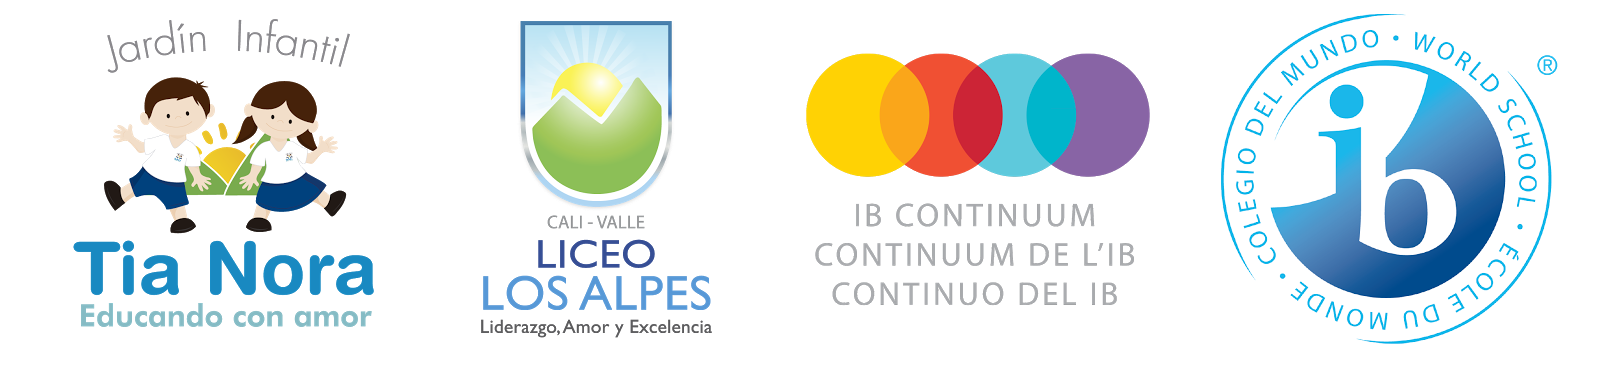 Jardín Infantil
Tia Nora
Educando con amor
CALI - VALLE
LICEO
LOS ALPES
Liderazgo, Amor y Excelencia
IB CONTINUUM
CONTINUUM DE L'IB
CONTINUO DEL IB
COLEGIO DEL MUNDO • WORLD SCHOOL • ÉCOLE DU MONDE •
ib
®